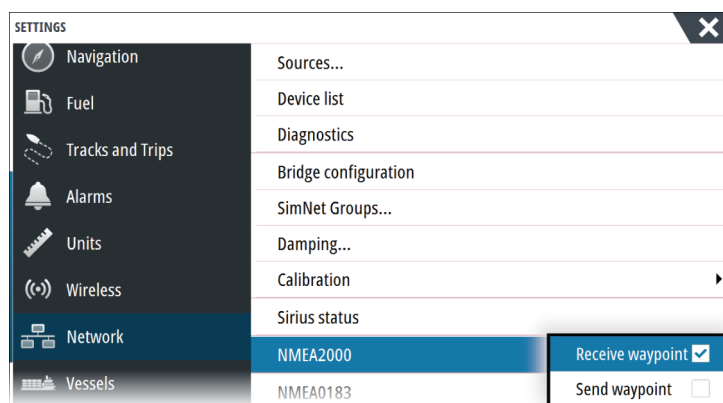 SETTINGS
Navigation
Fuel
Tracks and Trips
Alarms
Units
Wireless
Network
Vessels
Sources...
Device list
Diagnostics
Bridge configuration
SimNet Groups...
Damping...
Calibration
Sirius status
NMEA2000
NMEA0183
Receive waypoint
Send waypoint